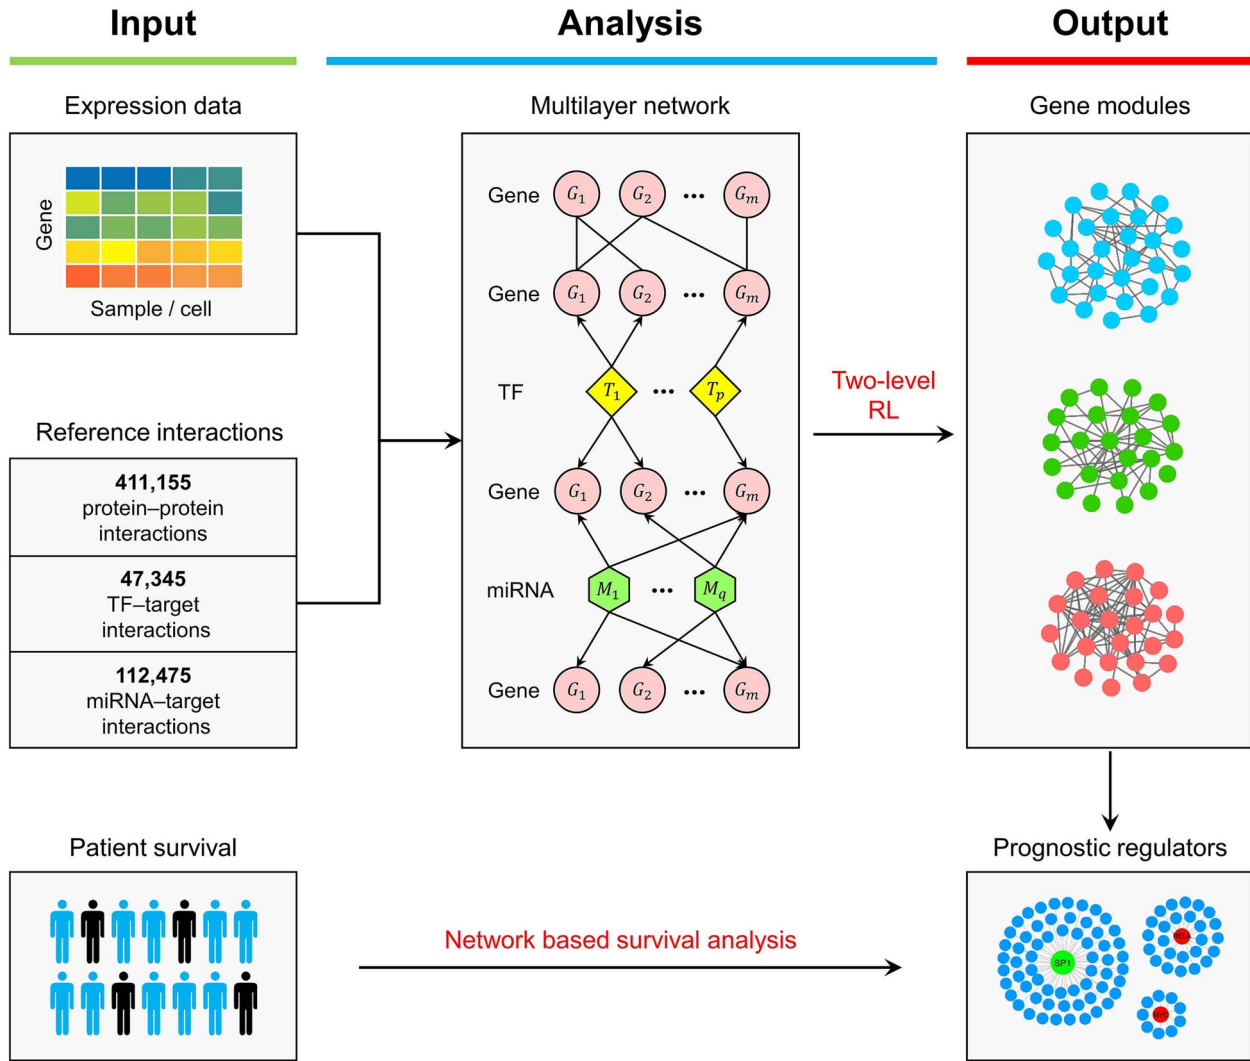 Input
Analysis
Output
Expression data
Gene
Sample / cell
Reference interactions
411,155
protein–protein
interactions
47,345
TF–target
interactions
112,475
miRNA–target
interactions
Multilayer network
Gene G1 G2 ... Gm
Gene G1 G2 ... Gm
TF T1 ... Tp
Gene G1 G2 ... Gm
miRNA M1 ... Mq
Gene G1 G2 ... Gm
Two-level
RL
Gene modules
Patient survival
Network based survival analysis
Prognostic regulators
SP1
RELA
MYC